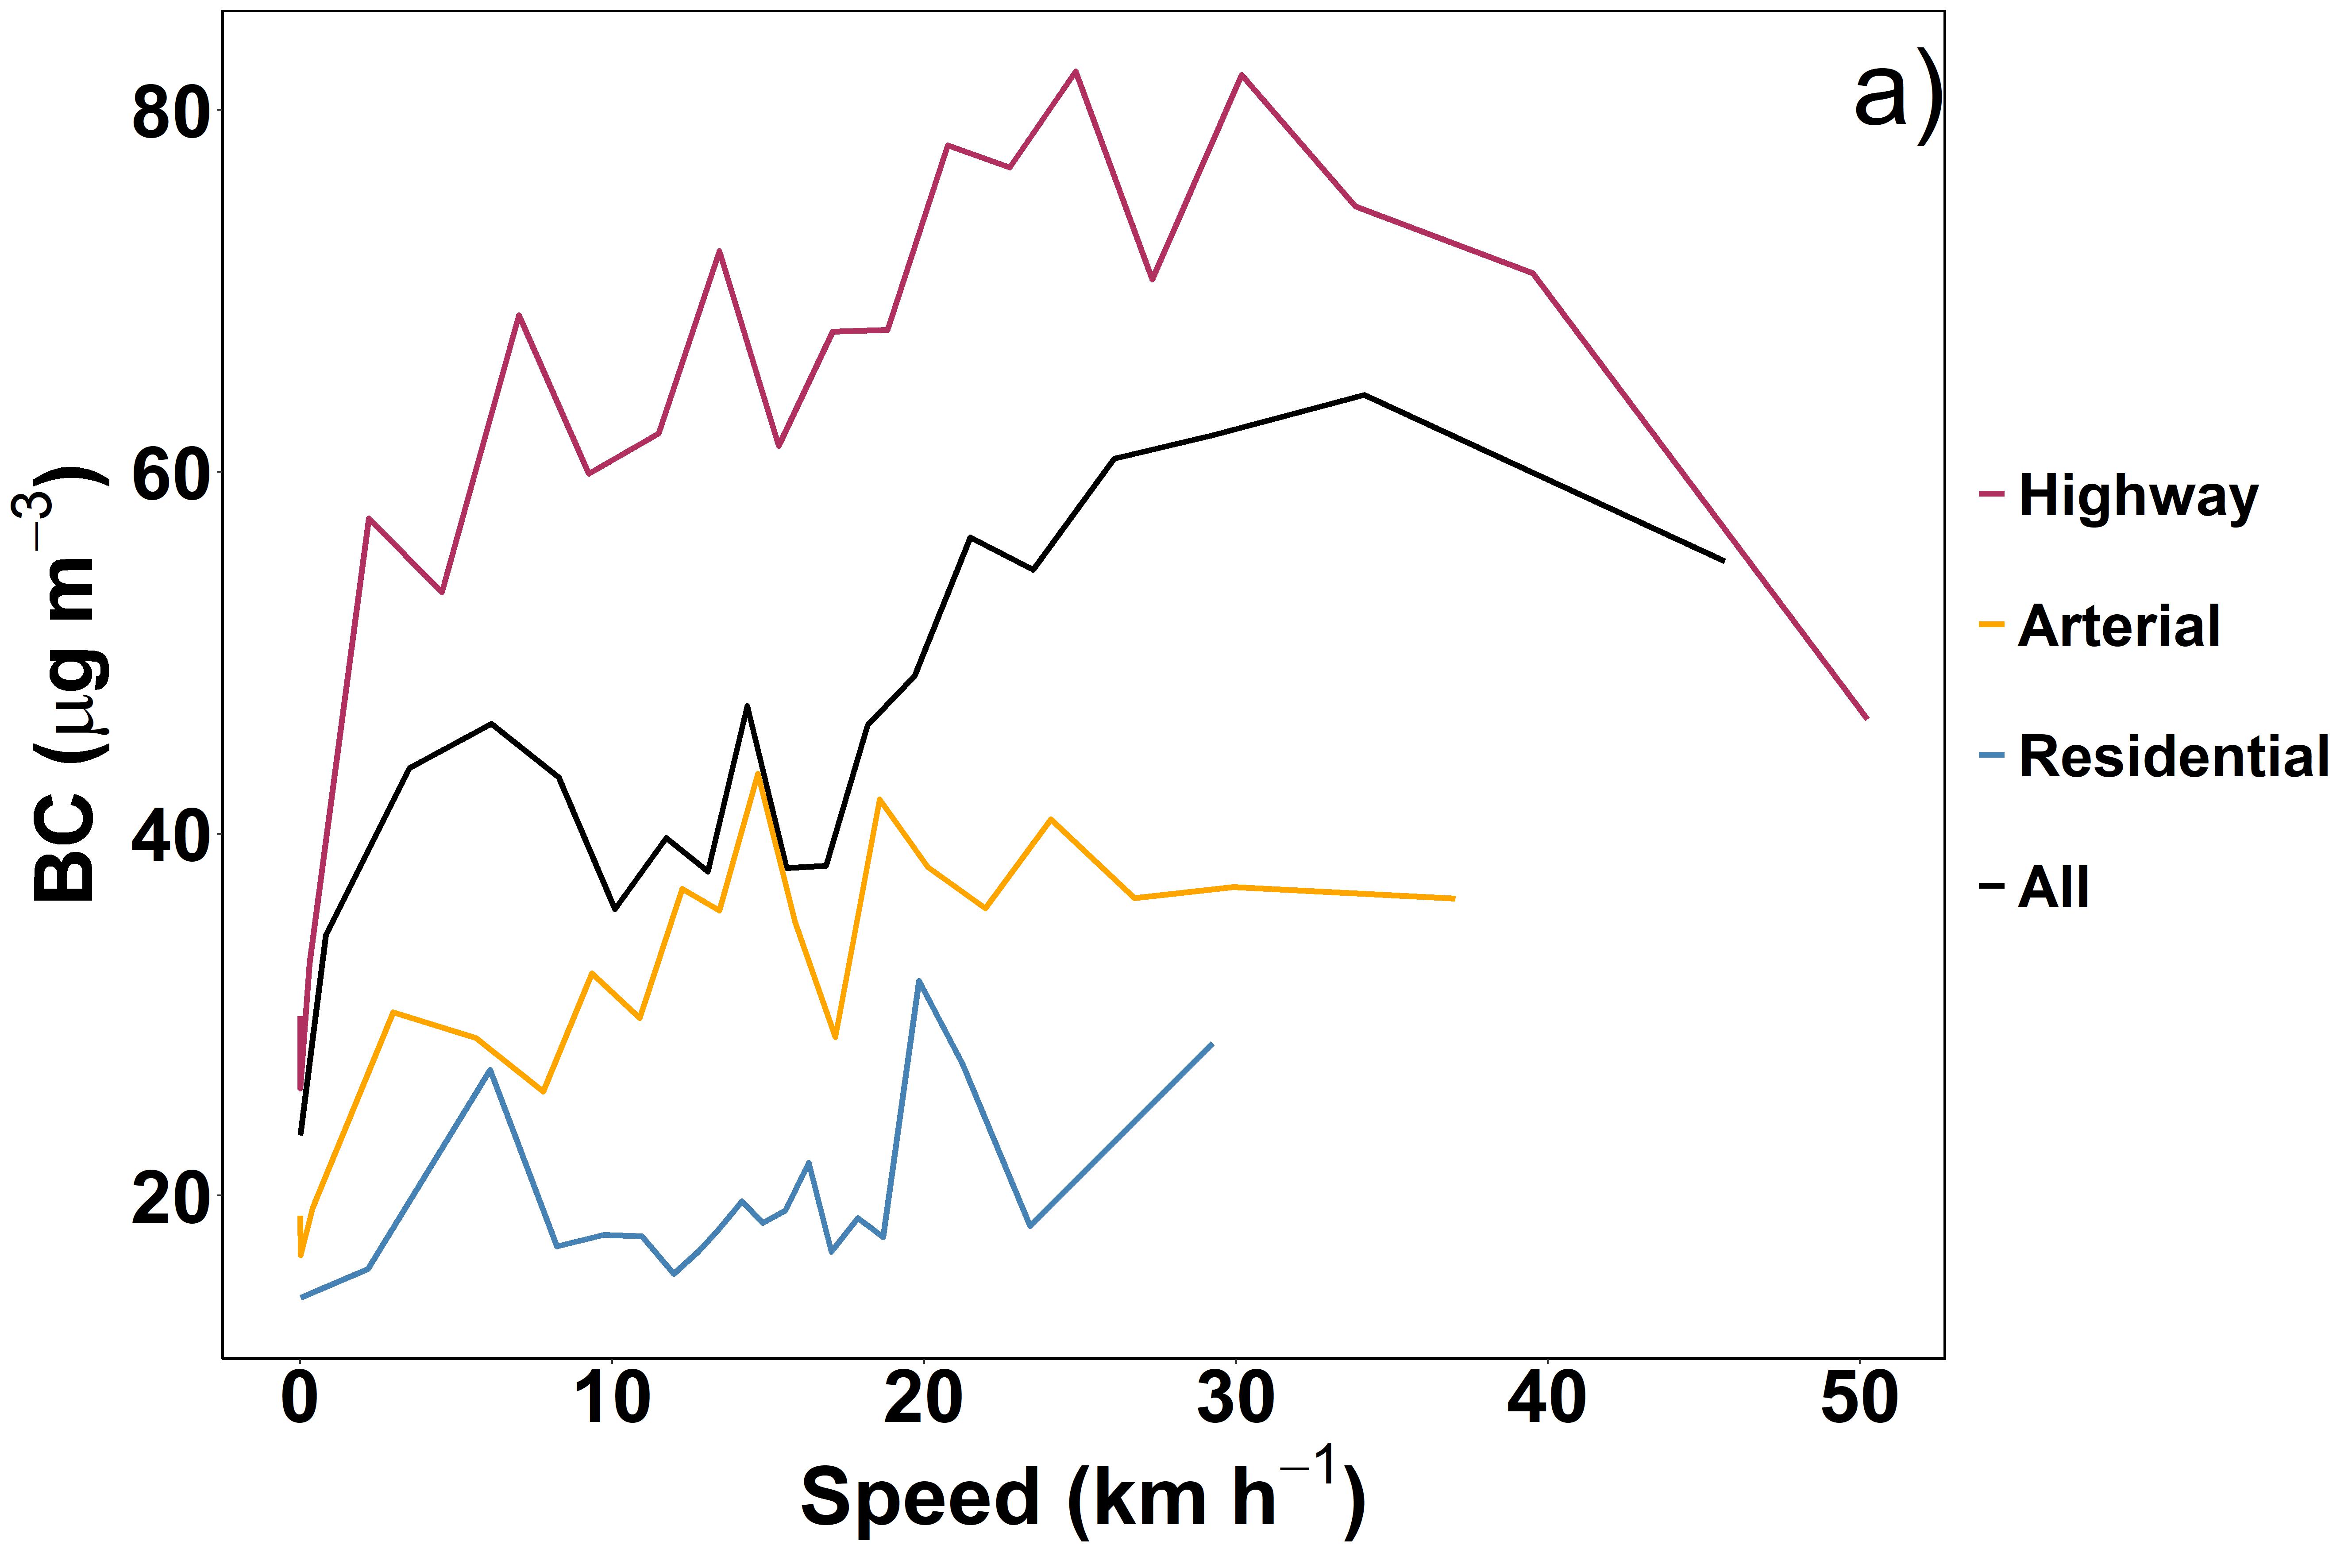 a)
80
60
40
20
BC (μg m⁻³)
0 10 20 30 40 50
Speed (km h⁻¹)
Highway
Arterial
Residential
All